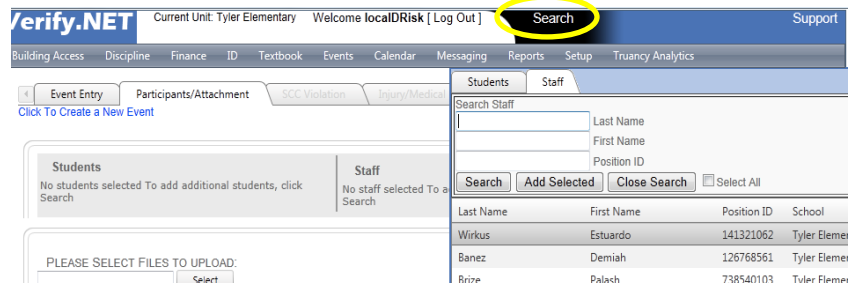 Verify.NET Current Unit: Tyler Elementary Welcome localDRisk [ Log Out ] Search Support
Building Access Discipline Finance ID Textbook Events Calendar Messaging Reports Setup Truancy Analytics
Event Entry Participants/Attachment SCC Violation Injury/Medical
Click To Create a New Event
Students
No students selected To add additional students, click
Search
Staff
No staff selected To a
Search
PLEASE SELECT FILES TO UPLOAD:
Select
Students Staff
Search Staff
Last Name
First Name
Position ID
Search Add Selected Close Search Select All
Last Name First Name Position ID School
Wirkus Estuardo 141321062 Tyler Elemen
Banez Demiah 126768561 Tyler Elemen
Brize Palash 738540103 Tyler Elemen